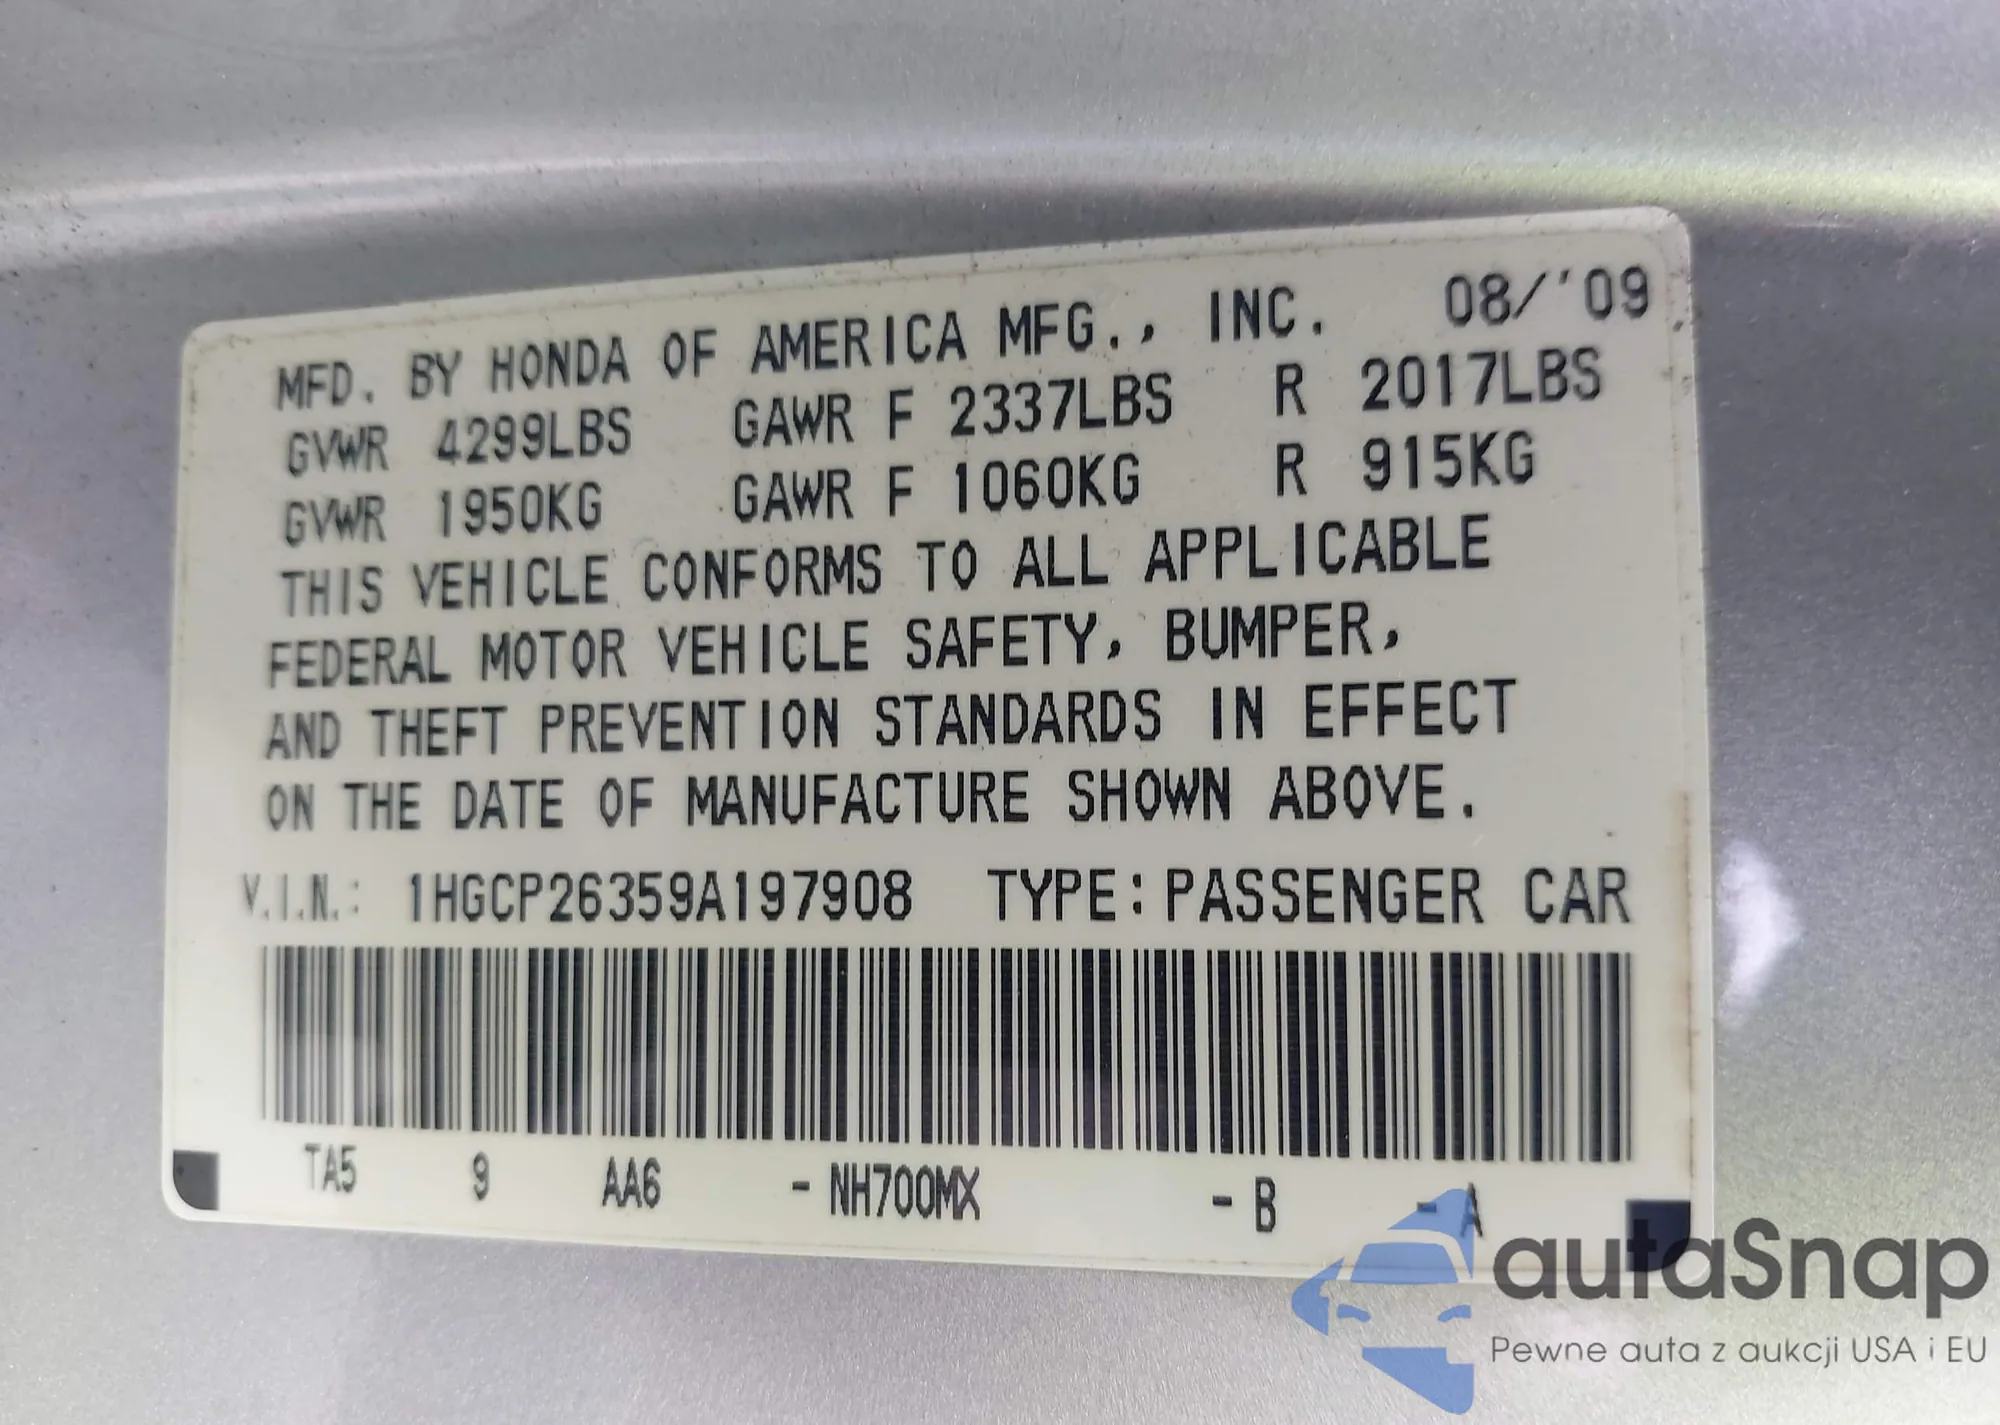 MFD. BY HONDA OF AMERICA MFG., INC. 08/'09
GVWR 4299LBS GAWR F 2337LBS R 2017LBS
GVWR 1950KG GAWR F 1060KG R 915KG
THIS VEHICLE CONFORMS TO ALL APPLICABLE
FEDERAL MOTOR VEHICLE SAFETY, BUMPER,
AND THEFT PREVENTION STANDARDS IN EFFECT
ON THE DATE OF MANUFACTURE SHOWN ABOVE.
V.I.N.: 1HGCP26359A197908 TYPE:PASSENGER CAR
TA5 9 AA6 -NH700MX -B -A
autaSnap
Pewne auta z aukcji USA i EU